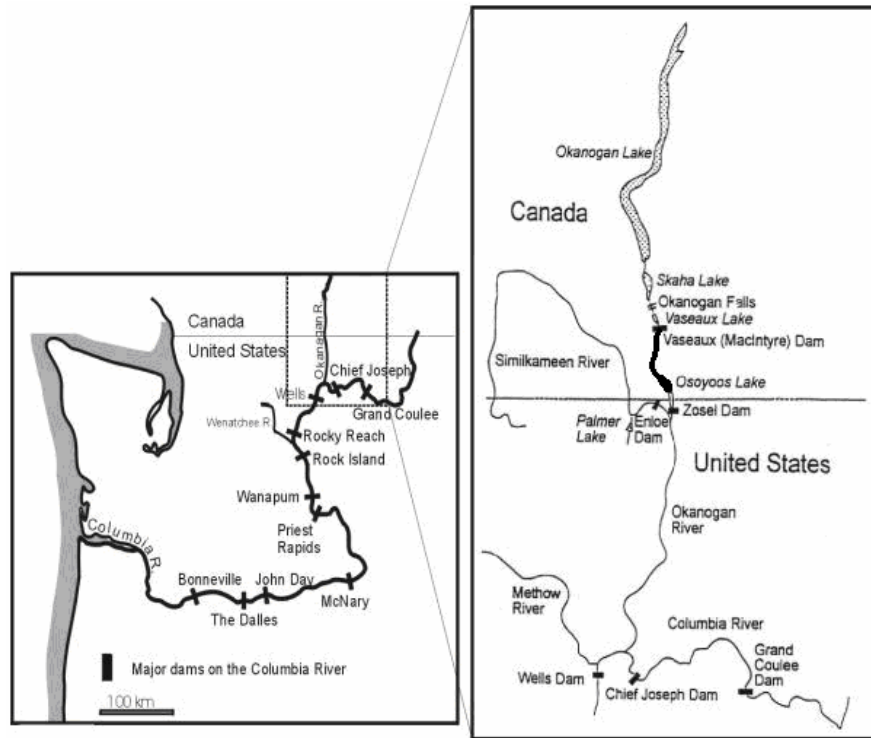 Canada
United States
Okanagan R.
Chief Joseph
Wells
Grand Coulee
Wenatchee R.
Rocky Reach
Rock Island
Wanapum
Priest
Rapids
Columbia R.
Bonneville
John Day
The Dalles
McNary
Major dams on the Columbia River
100 km
Okanogan Lake
Canada
Skaha Lake
Okanogan Falls
Vaseaux Lake
Vaseaux (MacIntyre) Dam
Similkameen River
Osoyoos Lake
Zosel Dam
Palmer
Lake
Enloe
Dam
United States
Okanogan
River
Methow
River
Columbia River
Grand
Coulee
Dam
Wells Dam
Chief Joseph Dam